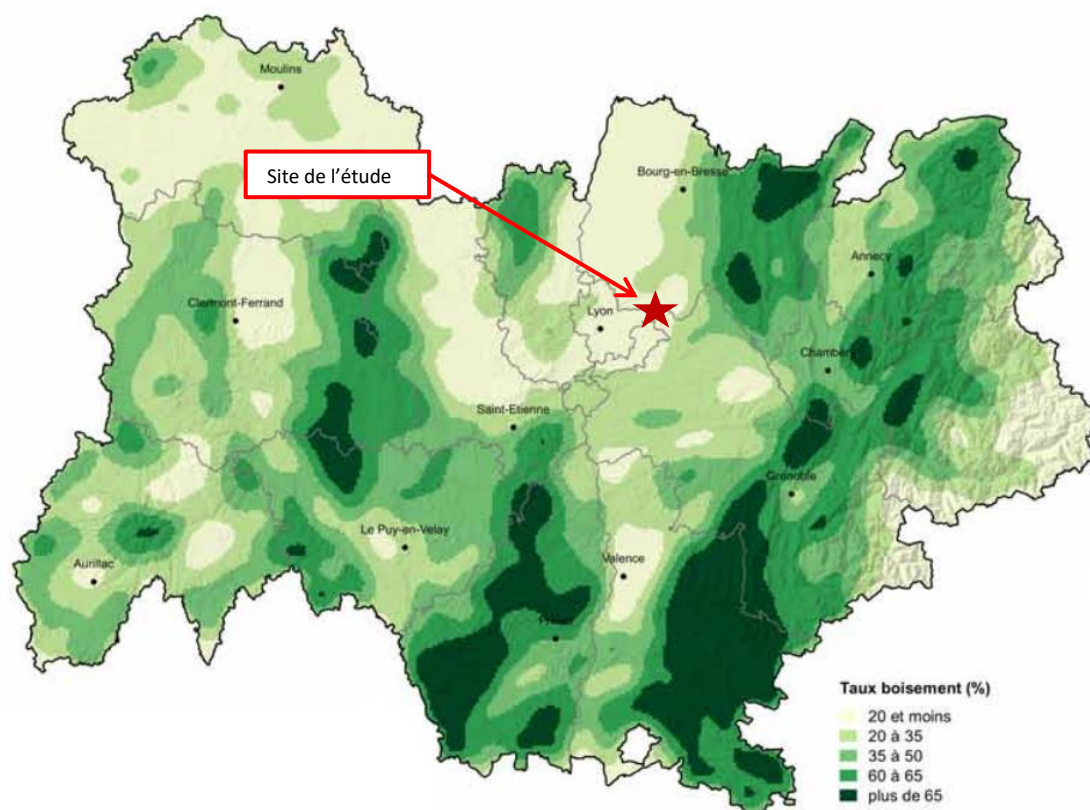 Moulins
Site de l'étude
Bourg-en-Bresse
Annecy
Clermont-Ferrand
Lyon
Chambéry
Saint-Etienne
Grenoble
Le Puy-en-Velay
Aurillac
Valence
Privas
Taux boisement (%)
20 et moins
20 à 35
35 à 50
60 à 65
plus de 65